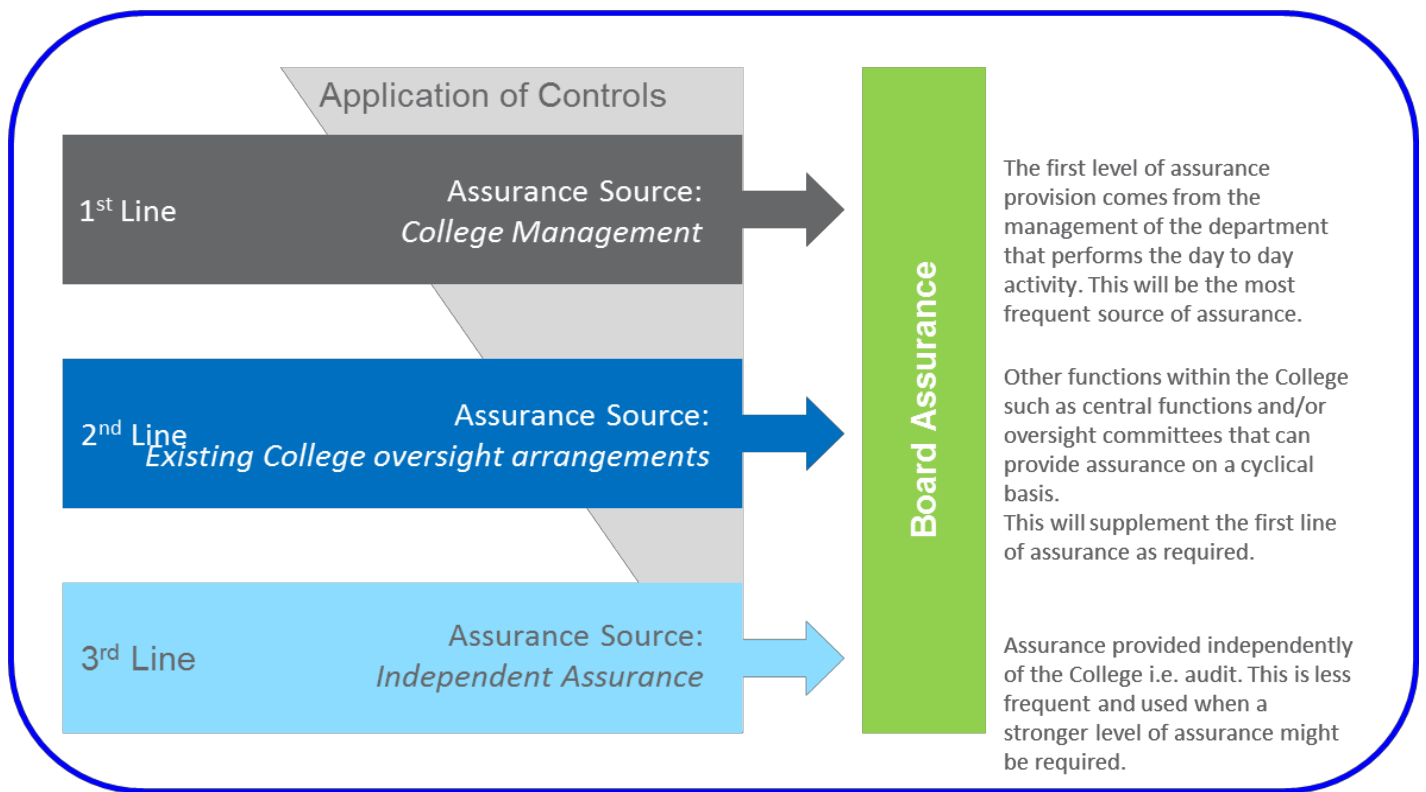 Application of Controls
1st Line
Assurance Source:
College Management
2nd Line
Assurance Source:
Existing College oversight arrangements
3rd Line
Assurance Source:
Independent Assurance
Board Assurance
The first level of assurance
provision comes from the
management of the department
that performs the day to day
activity. This will be the most
frequent source of assurance.
Other functions within the College
such as central functions and/or
oversight committees that can
provide assurance on a cyclical
basis.
This will supplement the first line
of assurance as required.
Assurance provided independently
of the College i.e. audit. This is less
frequent and used when a
stronger level of assurance might
be required.